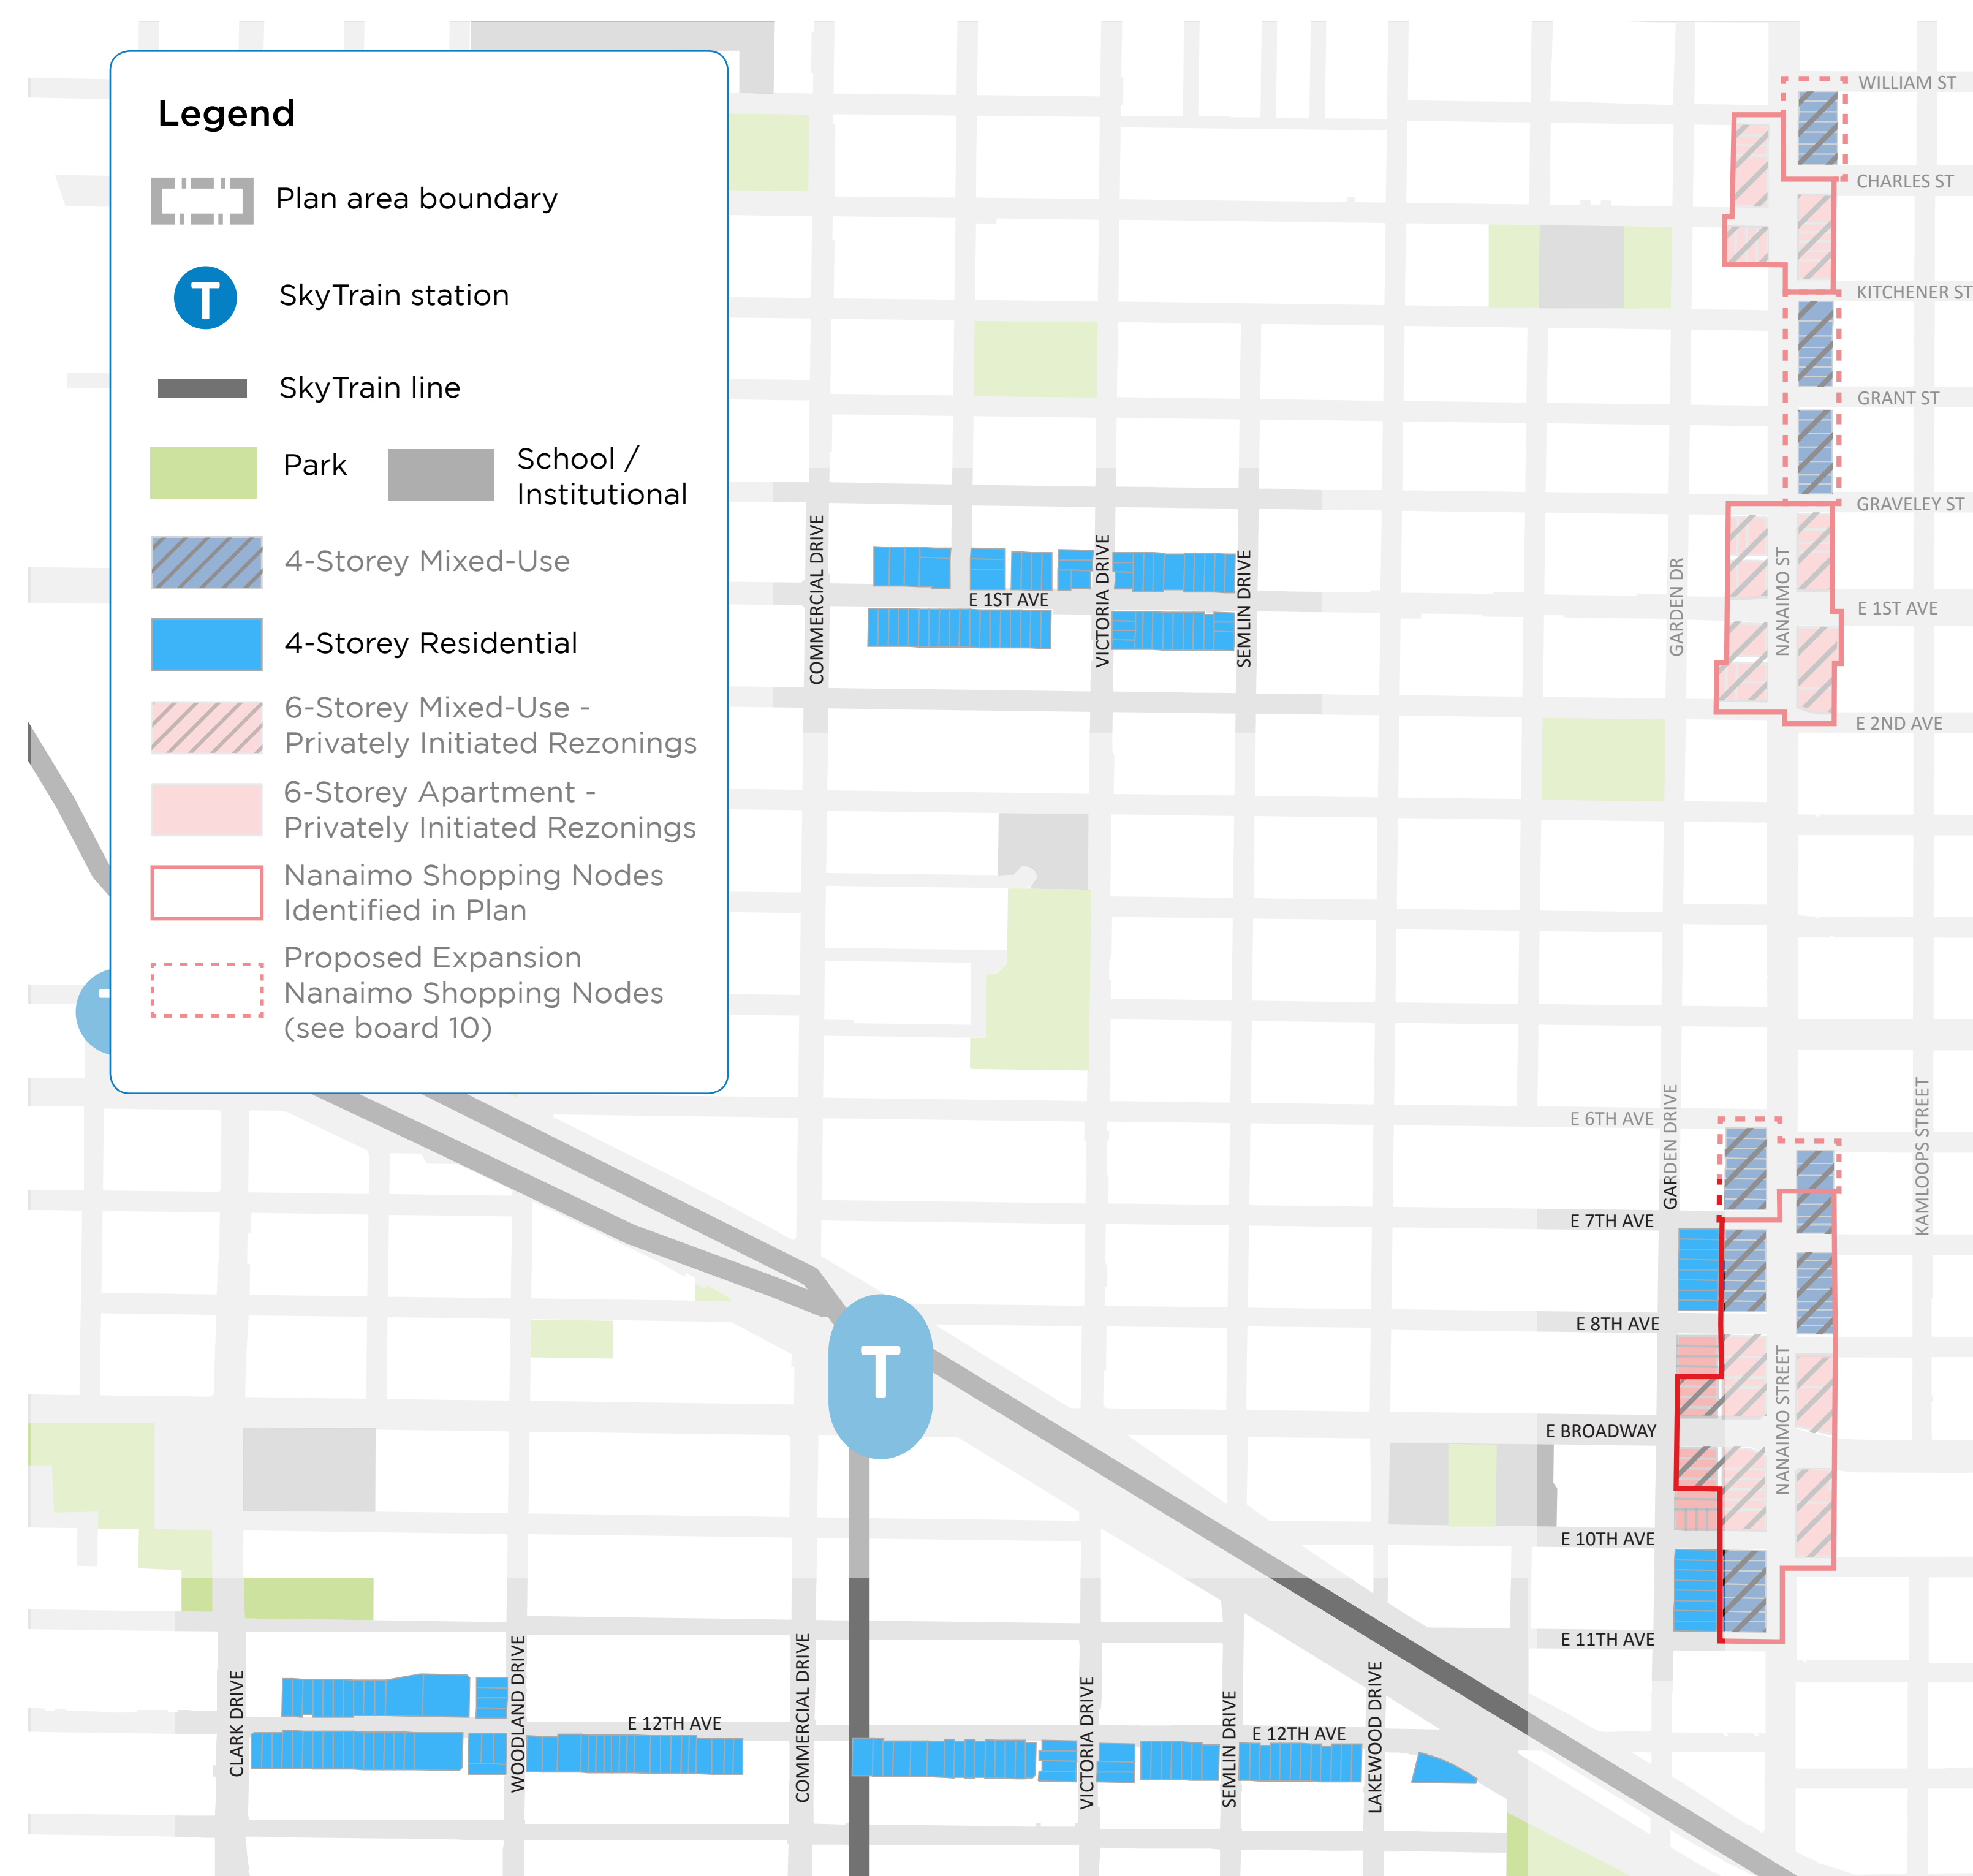 Legend
Plan area boundary
T
SkyTrain station
SkyTrain line
Park
School /
Institutional
4-Storey Mixed-Use
4-Storey Residential
6-Storey Mixed-Use -
Privately Initiated Rezonings
6-Storey Apartment -
Privately Initiated Rezonings
Nanaimo Shopping Nodes
Identified in Plan
Proposed Expansion
Nanaimo Shopping Nodes
(see board 10)
WILLIAM ST
CHARLES ST
KITCHENER ST
GRANT ST
GRAVELEY ST
E 1ST AVE
E 2ND AVE
GARDEN DR
NANAIMO ST
COMMERCIAL DRIVE
E 1ST AVE
VICTORIA DRIVE
SEMLIN DRIVE
E 6TH AVE
GARDEN DRIVE
KAMLOOPS STREET
E 7TH AVE
E 8TH AVE
T
E BROADWAY
NANAIMO STREET
E 10TH AVE
E 11TH AVE
CLARK DRIVE
WOODLAND DRIVE
E 12TH AVE
COMMERCIAL DRIVE
VICTORIA DRIVE
SEMLIN DRIVE
E 12TH AVE
LAKEWOOD DRIVE